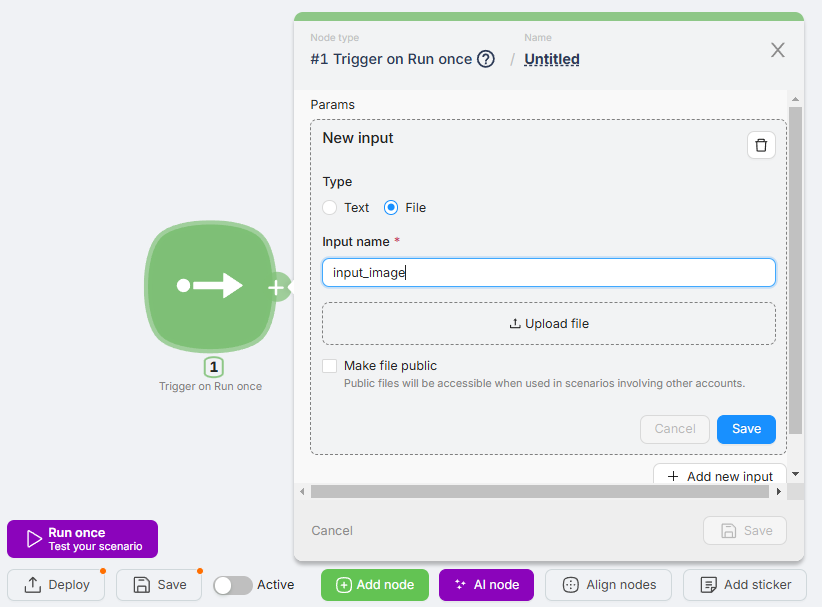 Node type
Name
#1 Trigger on Run once ? / Untitled
Params
New input
Type
Text
File
Input name *
input_image
Upload file
Make file public
Public files will be accessible when used in scenarios involving other accounts.
Cancel
Save
+ Add new input
Cancel
Save
1
Trigger on Run once
Run once
Test your scenario
Deploy
Save
Active
Add node
AI node
Align nodes
Add sticker